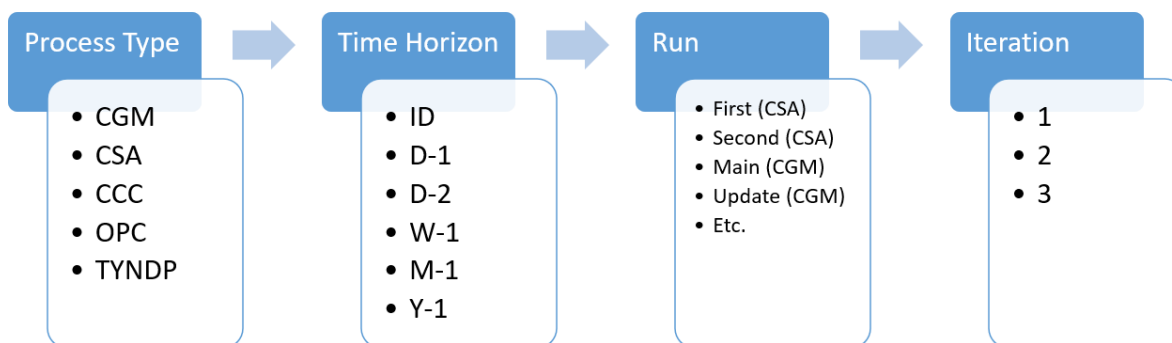 Process Type
• CGM
• CSA
• CCC
• OPC
• TYNDP
Time Horizon
• ID
• D-1
• D-2
• W-1
• M-1
• Y-1
Run
• First (CSA)
• Second (CSA)
• Main (CGM)
• Update (CGM)
• Etc.
Iteration
• 1
• 2
• 3